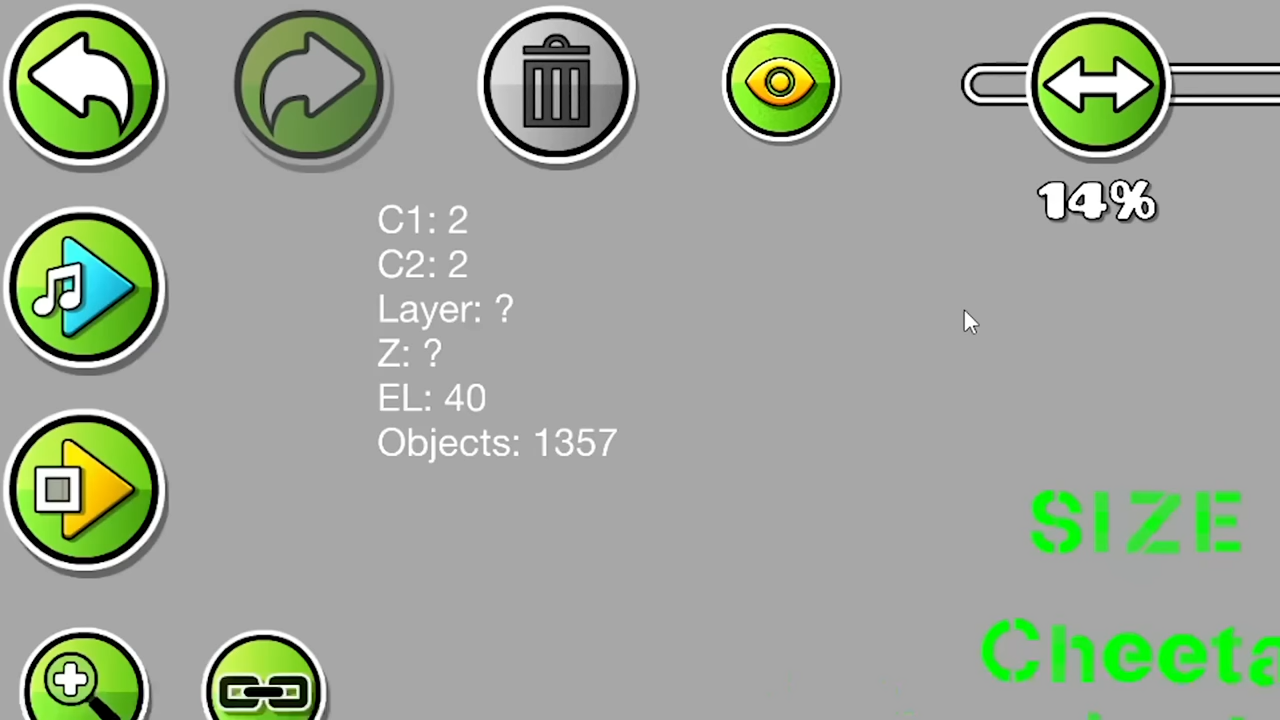 14%
C1: 2
C2: 2
Layer: ?
Z: ?
EL: 40
Objects: 1357
SIZE